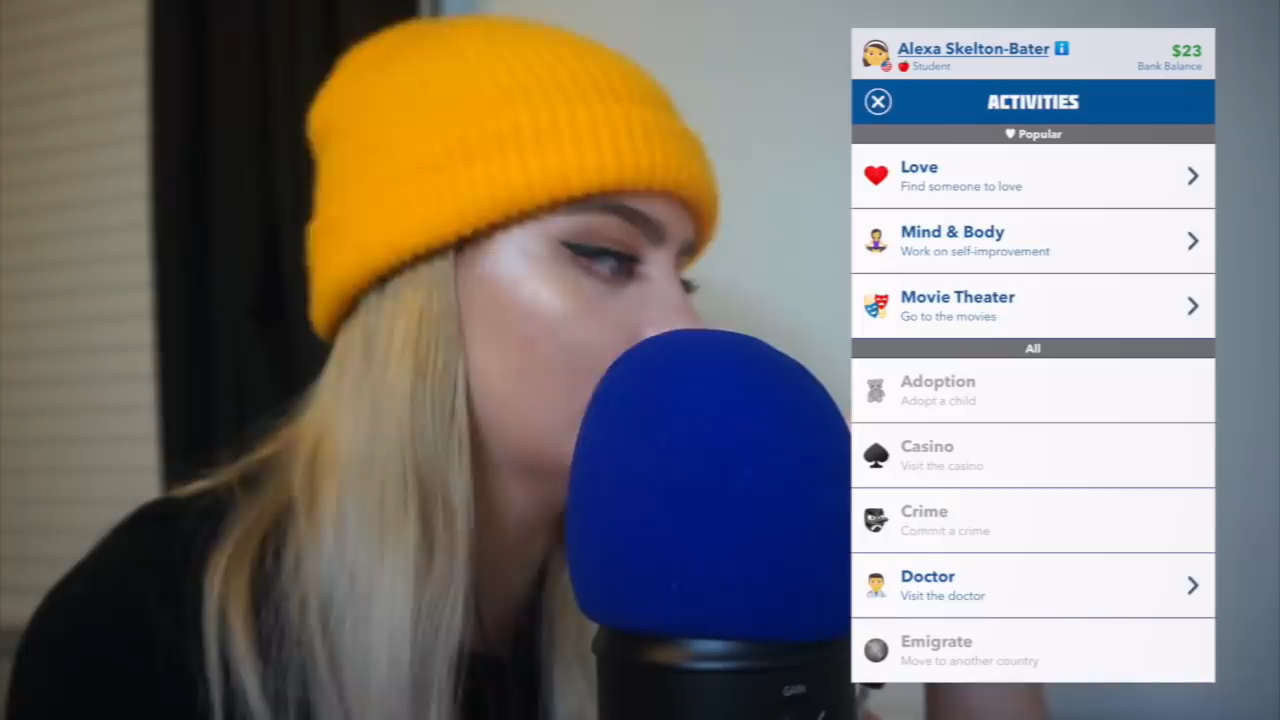 Alexa Skelton-Bater
$23
Student
Bank Balance
ACTIVITIES
Popular
Love
Find someone to love
Mind & Body
Work on self-improvement
Movie Theater
Go to the movies
All
Adoption
Adopt a child
Casino
Visit the casino
Crime
Commit a crime
Doctor
Visit the doctor
Emigrate
Move to another country
GAIN